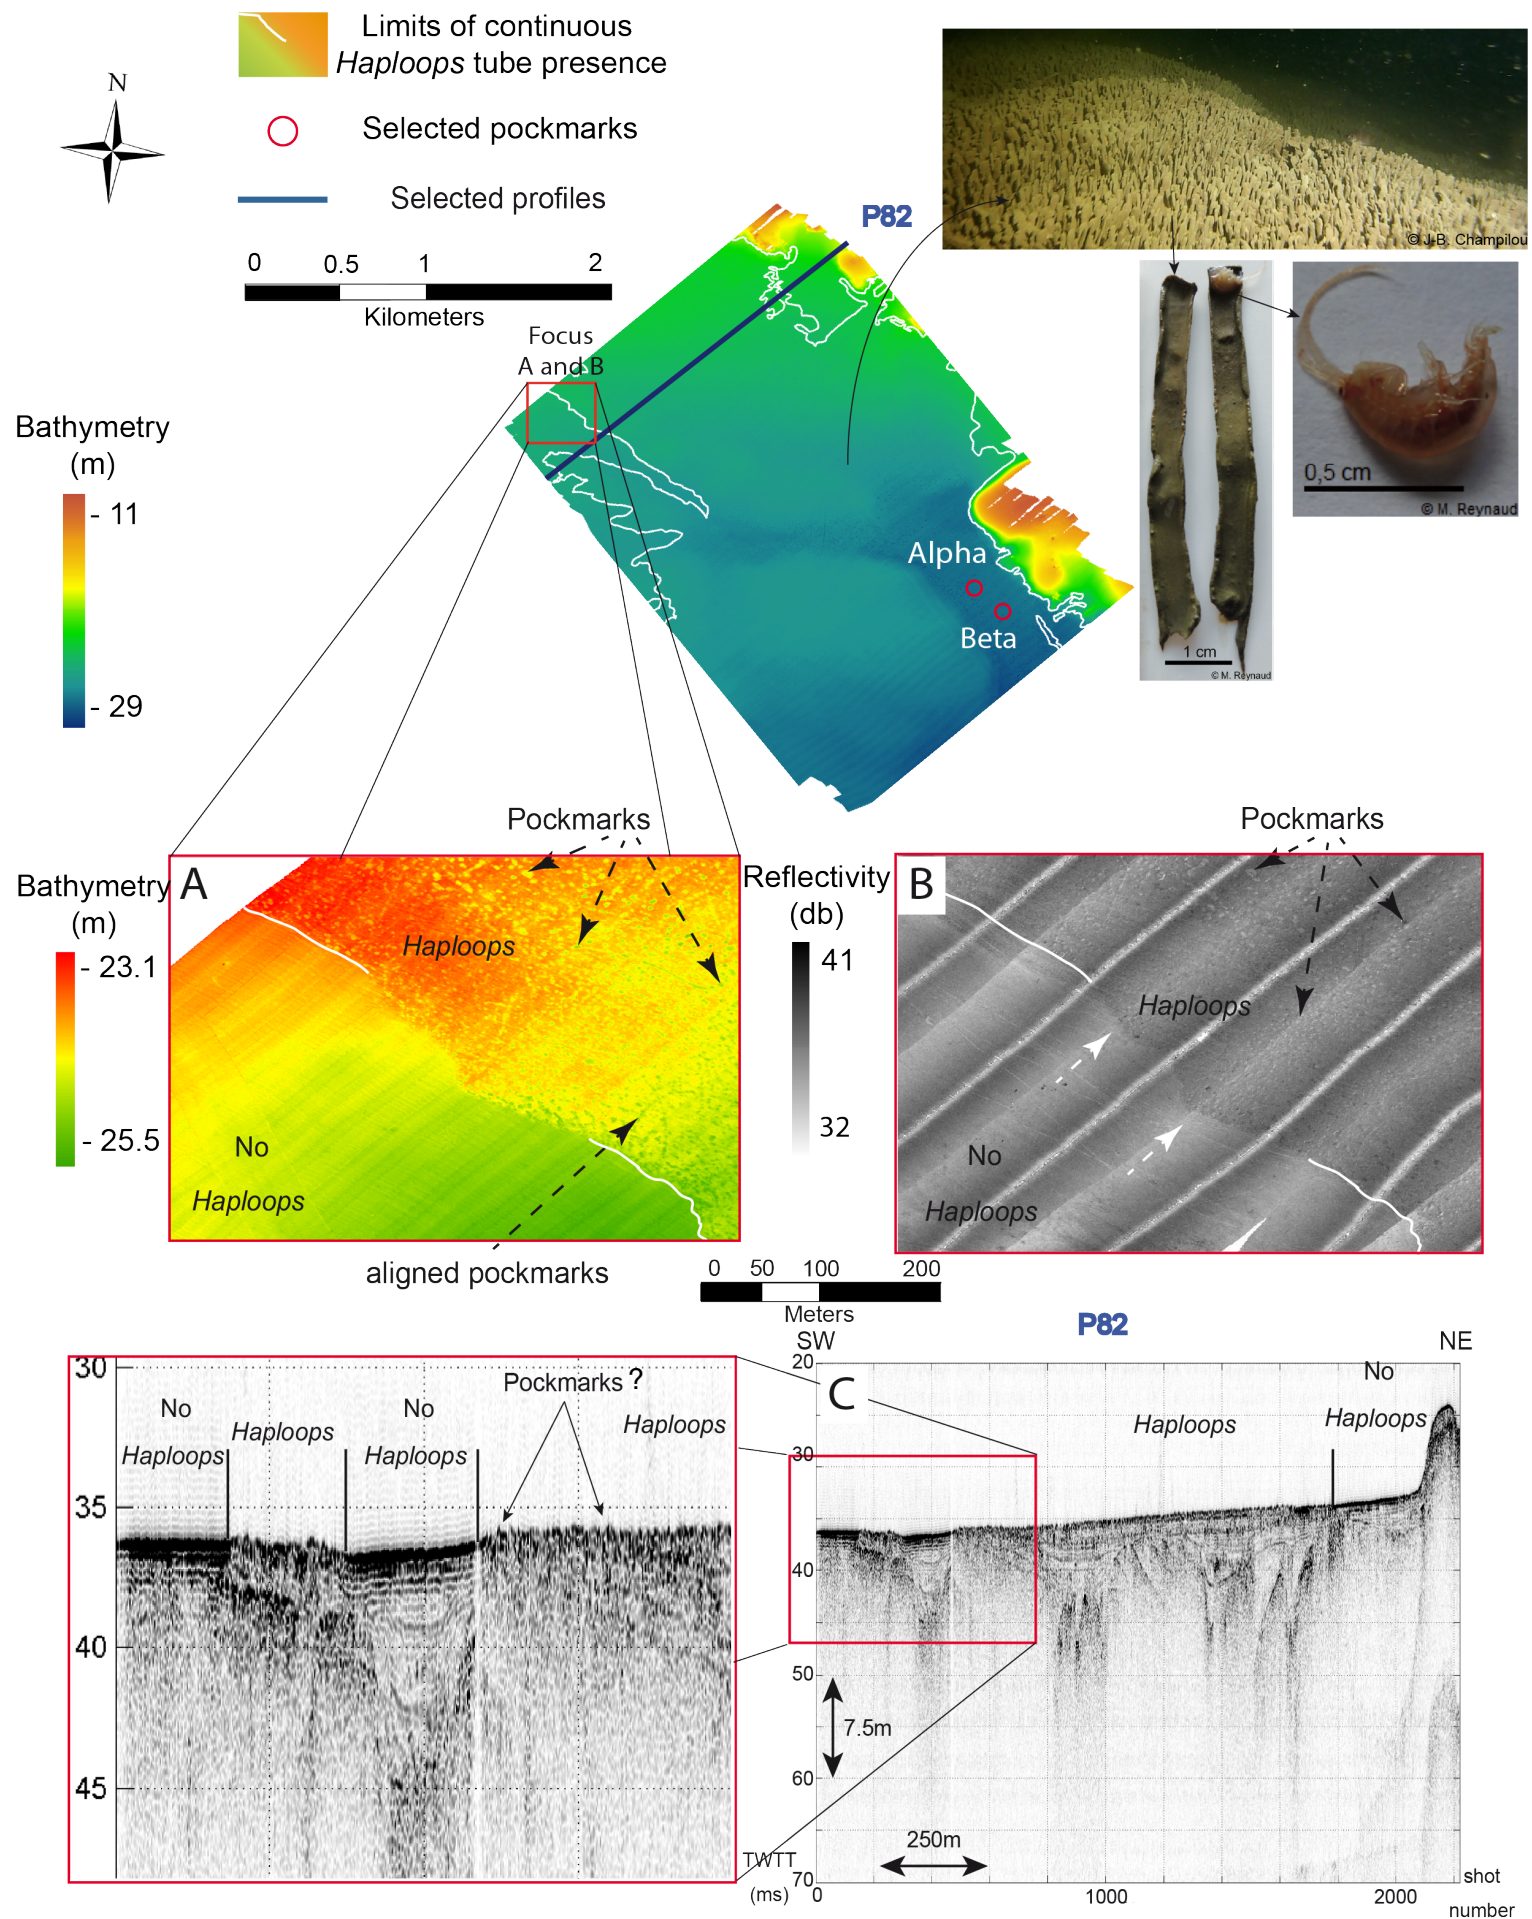 Limits of continuous
Haploops tube presence
N
Selected pockmarks
Selected profiles
0 0.5 1 2
Kilometers
P82
© J-B. Champilou
Focus
A and B
Bathymetry
(m)
- 11
- 29
0,5 cm
© M. Reynaud
1 cm
© M. Reynaud
Alpha
Beta
Pockmarks
Pockmarks
Bathymetry
(m)
- 23.1
- 25.5
A
Haploops
No
Haploops
aligned pockmarks
Reflectivity
(db)
41
32
B
Haploops
No
Haploops
0 50 100 200
Meters
P82
SW
NE
30
35
40
45
No
Haploops
Haploops
No
Haploops
Pockmarks ?
Haploops
C
No
Haploops
Haploops
20
30
40
50
60
70
7.5m
250m
TWTT
(ms)
0 1000 2000
shot
number